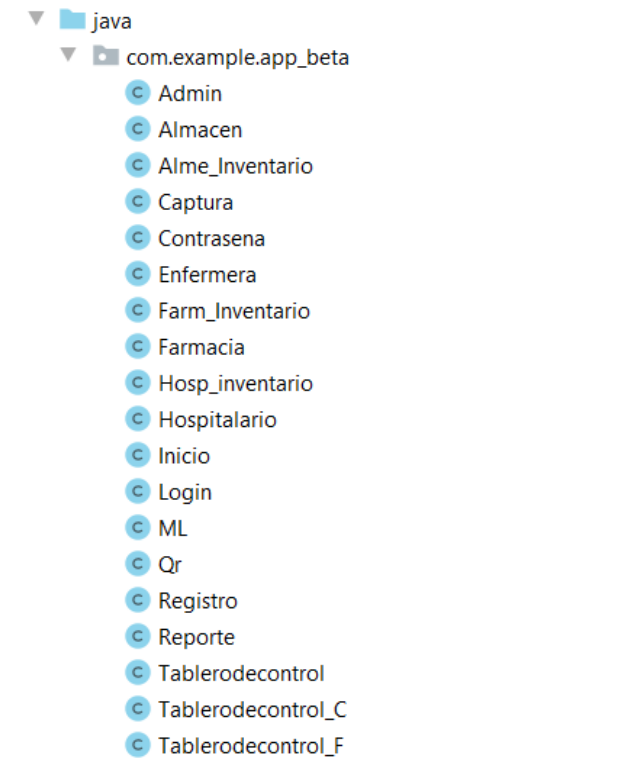 java
com.example.app_beta
C Admin
C Almacen
C Alme_Inventario
C Captura
C Contrasena
C Enfermera
C Farm_Inventario
C Farmacia
C Hosp_inventario
C Hospitalario
C Inicio
C Login
C ML
C Qr
C Registro
C Reporte
C Tablerodecontrol
C Tablerodecontrol_C
C Tablerodecontrol_F